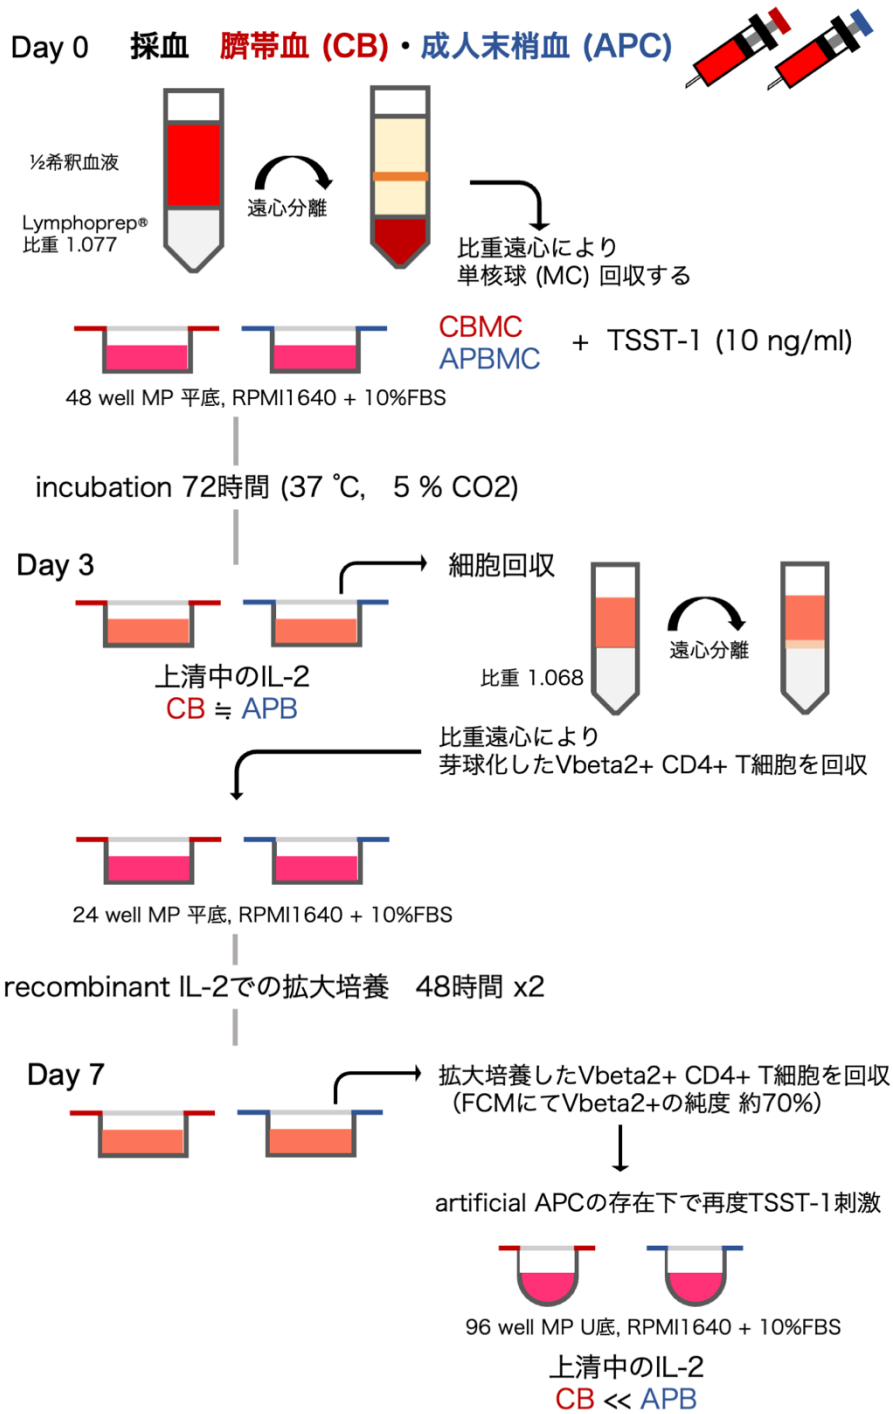 Day 0 採血 臍帯血 (CB)・成人末梢血 (APC)
½希釈血液
遠心分離
Lymphoprep®
比重 1.077
比重遠心により
単核球 (MC) 回収する
CBMC
APBMC
+ TSST-1 (10 ng/ml)
48 well MP 平底, RPMI1640 + 10%FBS
incubation 72時間 (37 ℃, 5 % CO2)
Day 3
細胞回収
遠心分離
比重 1.068
上清中のIL-2
CB ≒ APB
比重遠心により
芽球化したVbeta2+ CD4+ T細胞を回収
24 well MP 平底, RPMI1640 + 10%FBS
recombinant IL-2での拡大培養 48時間 x2
Day 7
拡大培養したVbeta2+ CD4+ T細胞を回収
（FCMにてVbeta2+の純度 約70%）
artificial APCの存在下で再度TSST-1刺激
96 well MP U底, RPMI1640 + 10%FBS
上清中のIL-2
CB << APB